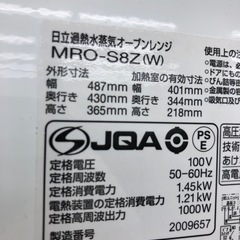 日立過熱水蒸気オーブンレンジ
MRO-S8Z(W)
外形寸法 加熱室の有効寸法
幅 487mm 幅 401mm
奥行き 430mm 奥行き 344mm
高さ 365mm 高さ 218mm
JQA PS E
定格電圧 100V
定格周波数 50-60Hz
定格消費電力 1.45kW
電熱装置の定格消費電力 1.21kW
定格高周波出力 1000W
製造番号 2009657
使用上の